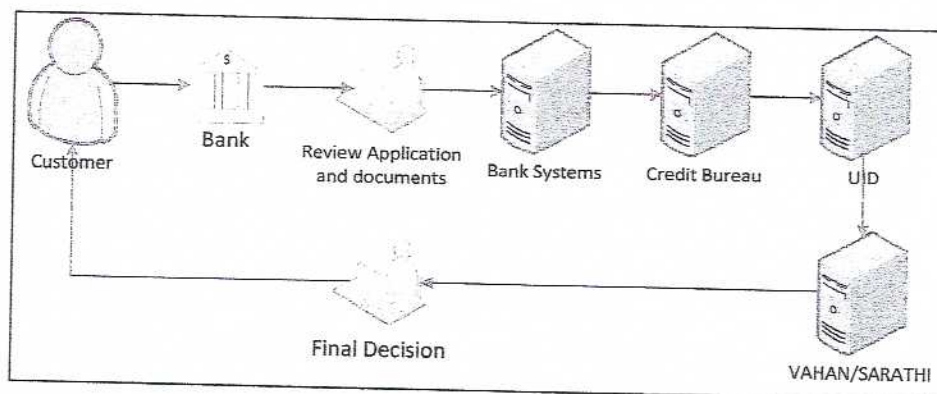 $
Customer
Bank
Review Application
and documents
Bank Systems
Credit Bureau
UID
Final Decision
VAHAN/SARATHI